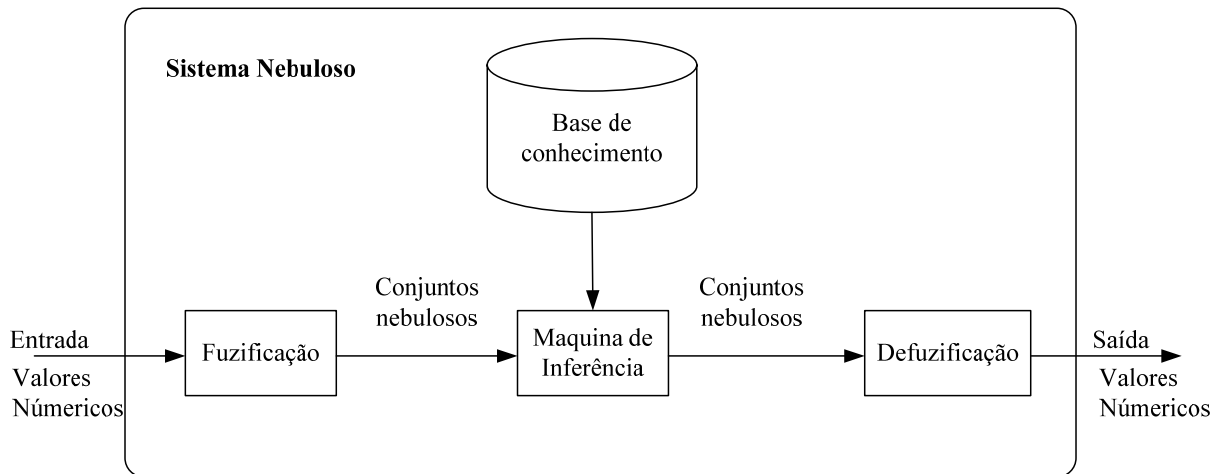 Sistema Nebuloso
Base de
conhecimento
Conjuntos
nebulosos
Conjuntos
nebulosos
Entrada
Valores
Númericos
Fuzificação
Maquina de
Inferência
Defuzificação
Saída
Valores
Númericos